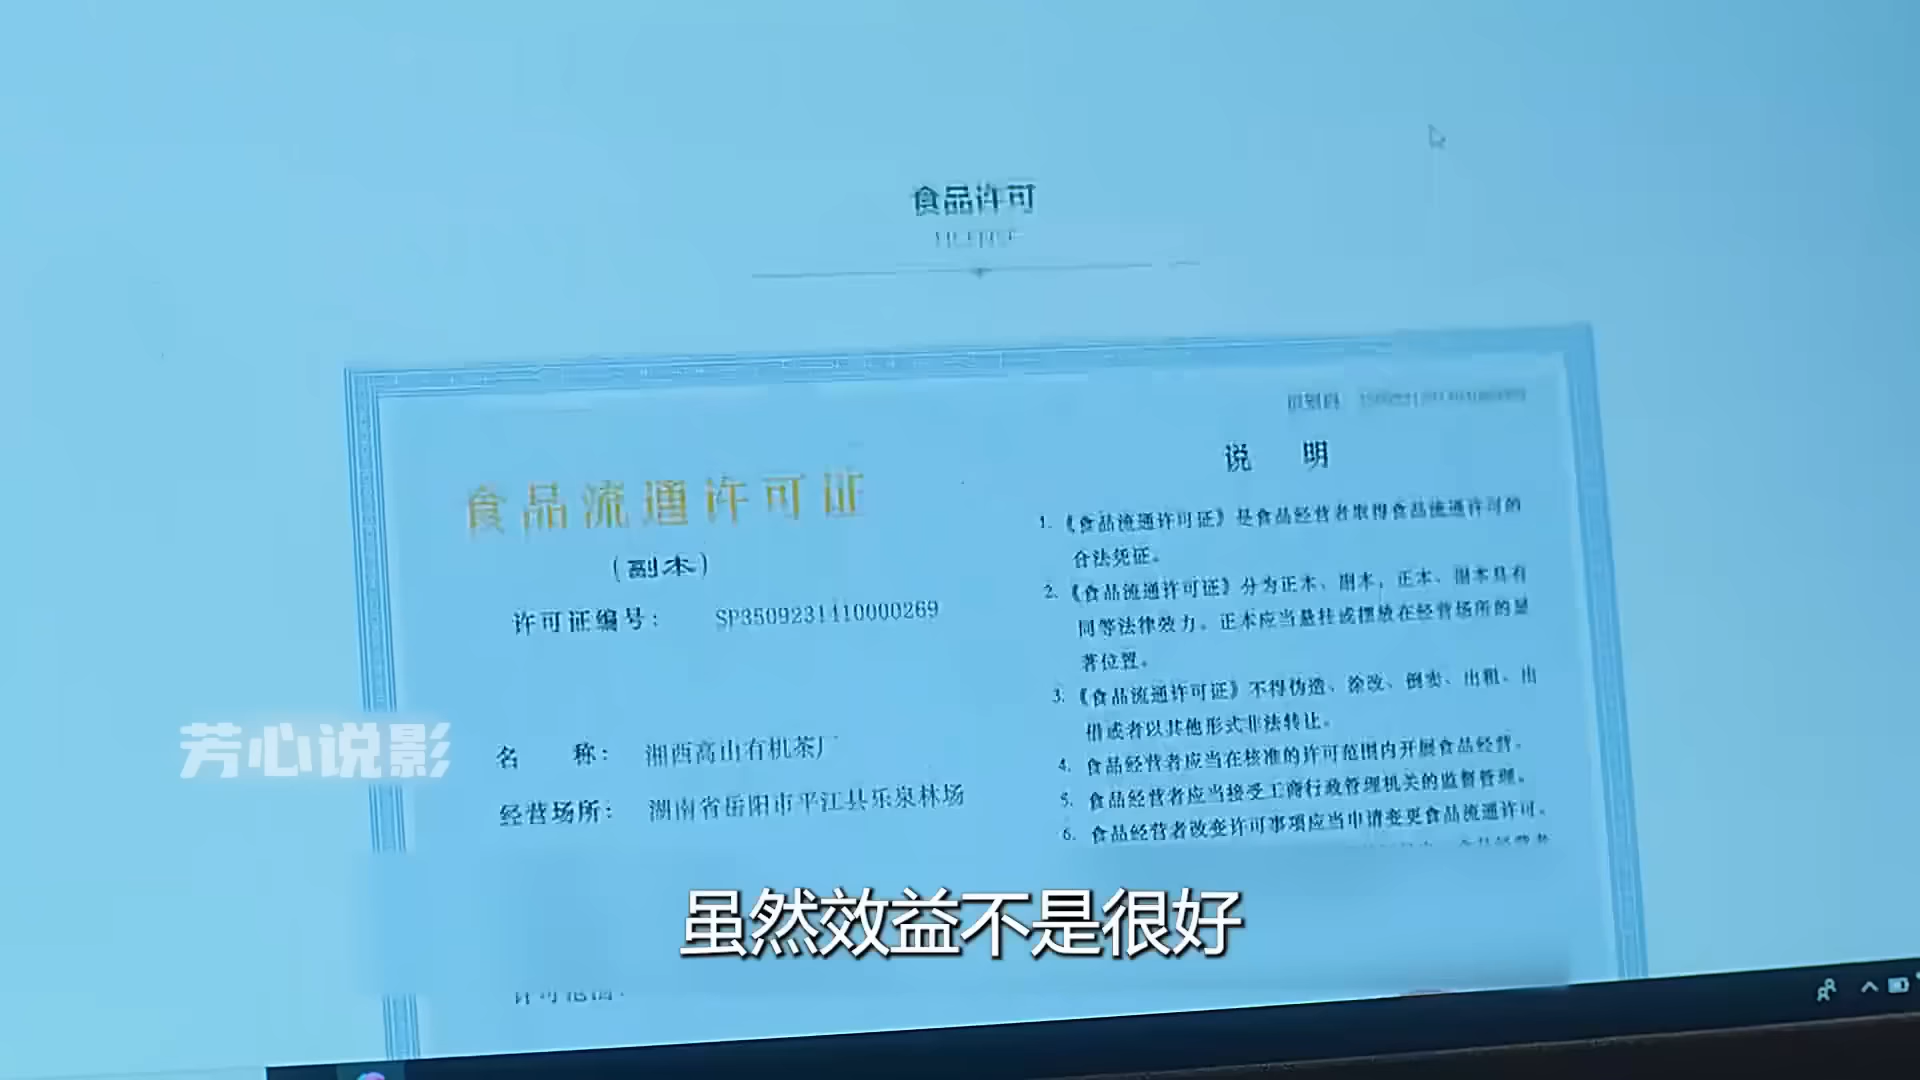 食品许可
LICENSE
食品流通许可证
(副本)
许可证编号: SP3509231410000269
名 称: 湘西高山有机茶厂
经营场所: 湖南省岳阳市平江县乐泉林场
说 明
1.《食品流通许可证》是食品经营者取得食品流通许可的
合法凭证。
2.《食品流通许可证》分为正本、副本，正本、副本具有
同等法律效力。正本应当悬挂或摆放在经营场所的显
著位置。
3.《食品流通许可证》不得伪造、涂改、倒卖、出租、出
借或者以其他形式非法转让。
4. 食品经营者应当在核准的许可范围内开展食品经营。
5. 食品经营者应当接受工商行政管理机关的监督管理。
6. 食品经营者改变许可事项应当申请变更食品流通许可。
芳心说影
虽然效益不是很好